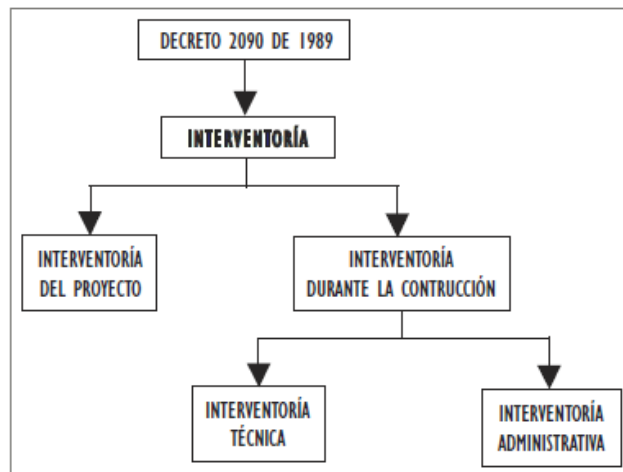 DECRETO 2090 DE 1989
INTERVENTORÍA
INTERVENTORÍA
DEL PROYECTO
INTERVENTORÍA
DURANTE LA CONTRUCCIÓN
INTERVENTORÍA
TÉCNICA
INTERVENTORÍA
ADMINISTRATIVA